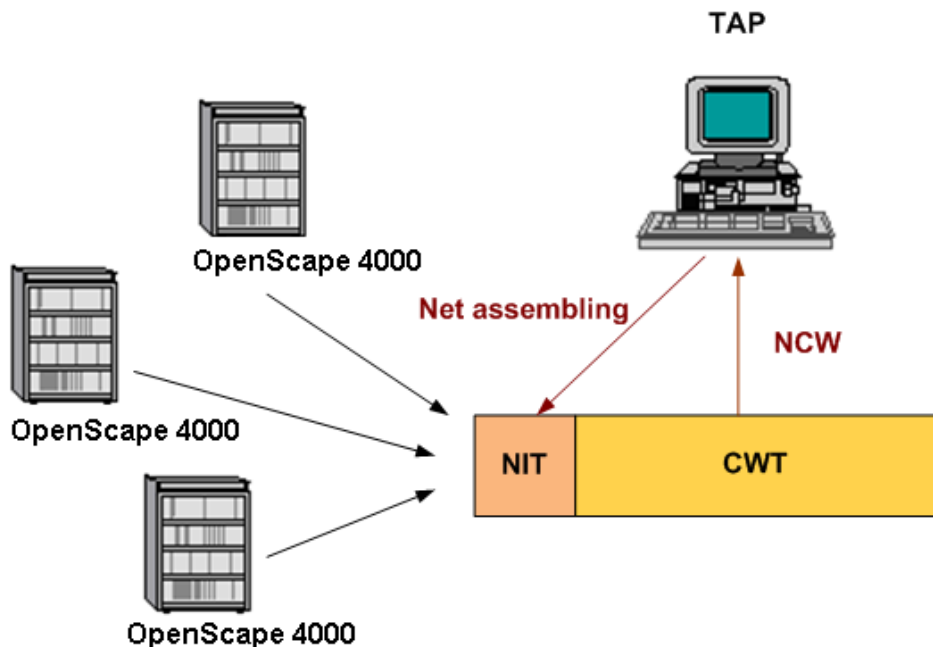 TAP
OpenScape 4000
OpenScape 4000
Net assembling
NCW
NIT
CWT
OpenScape 4000